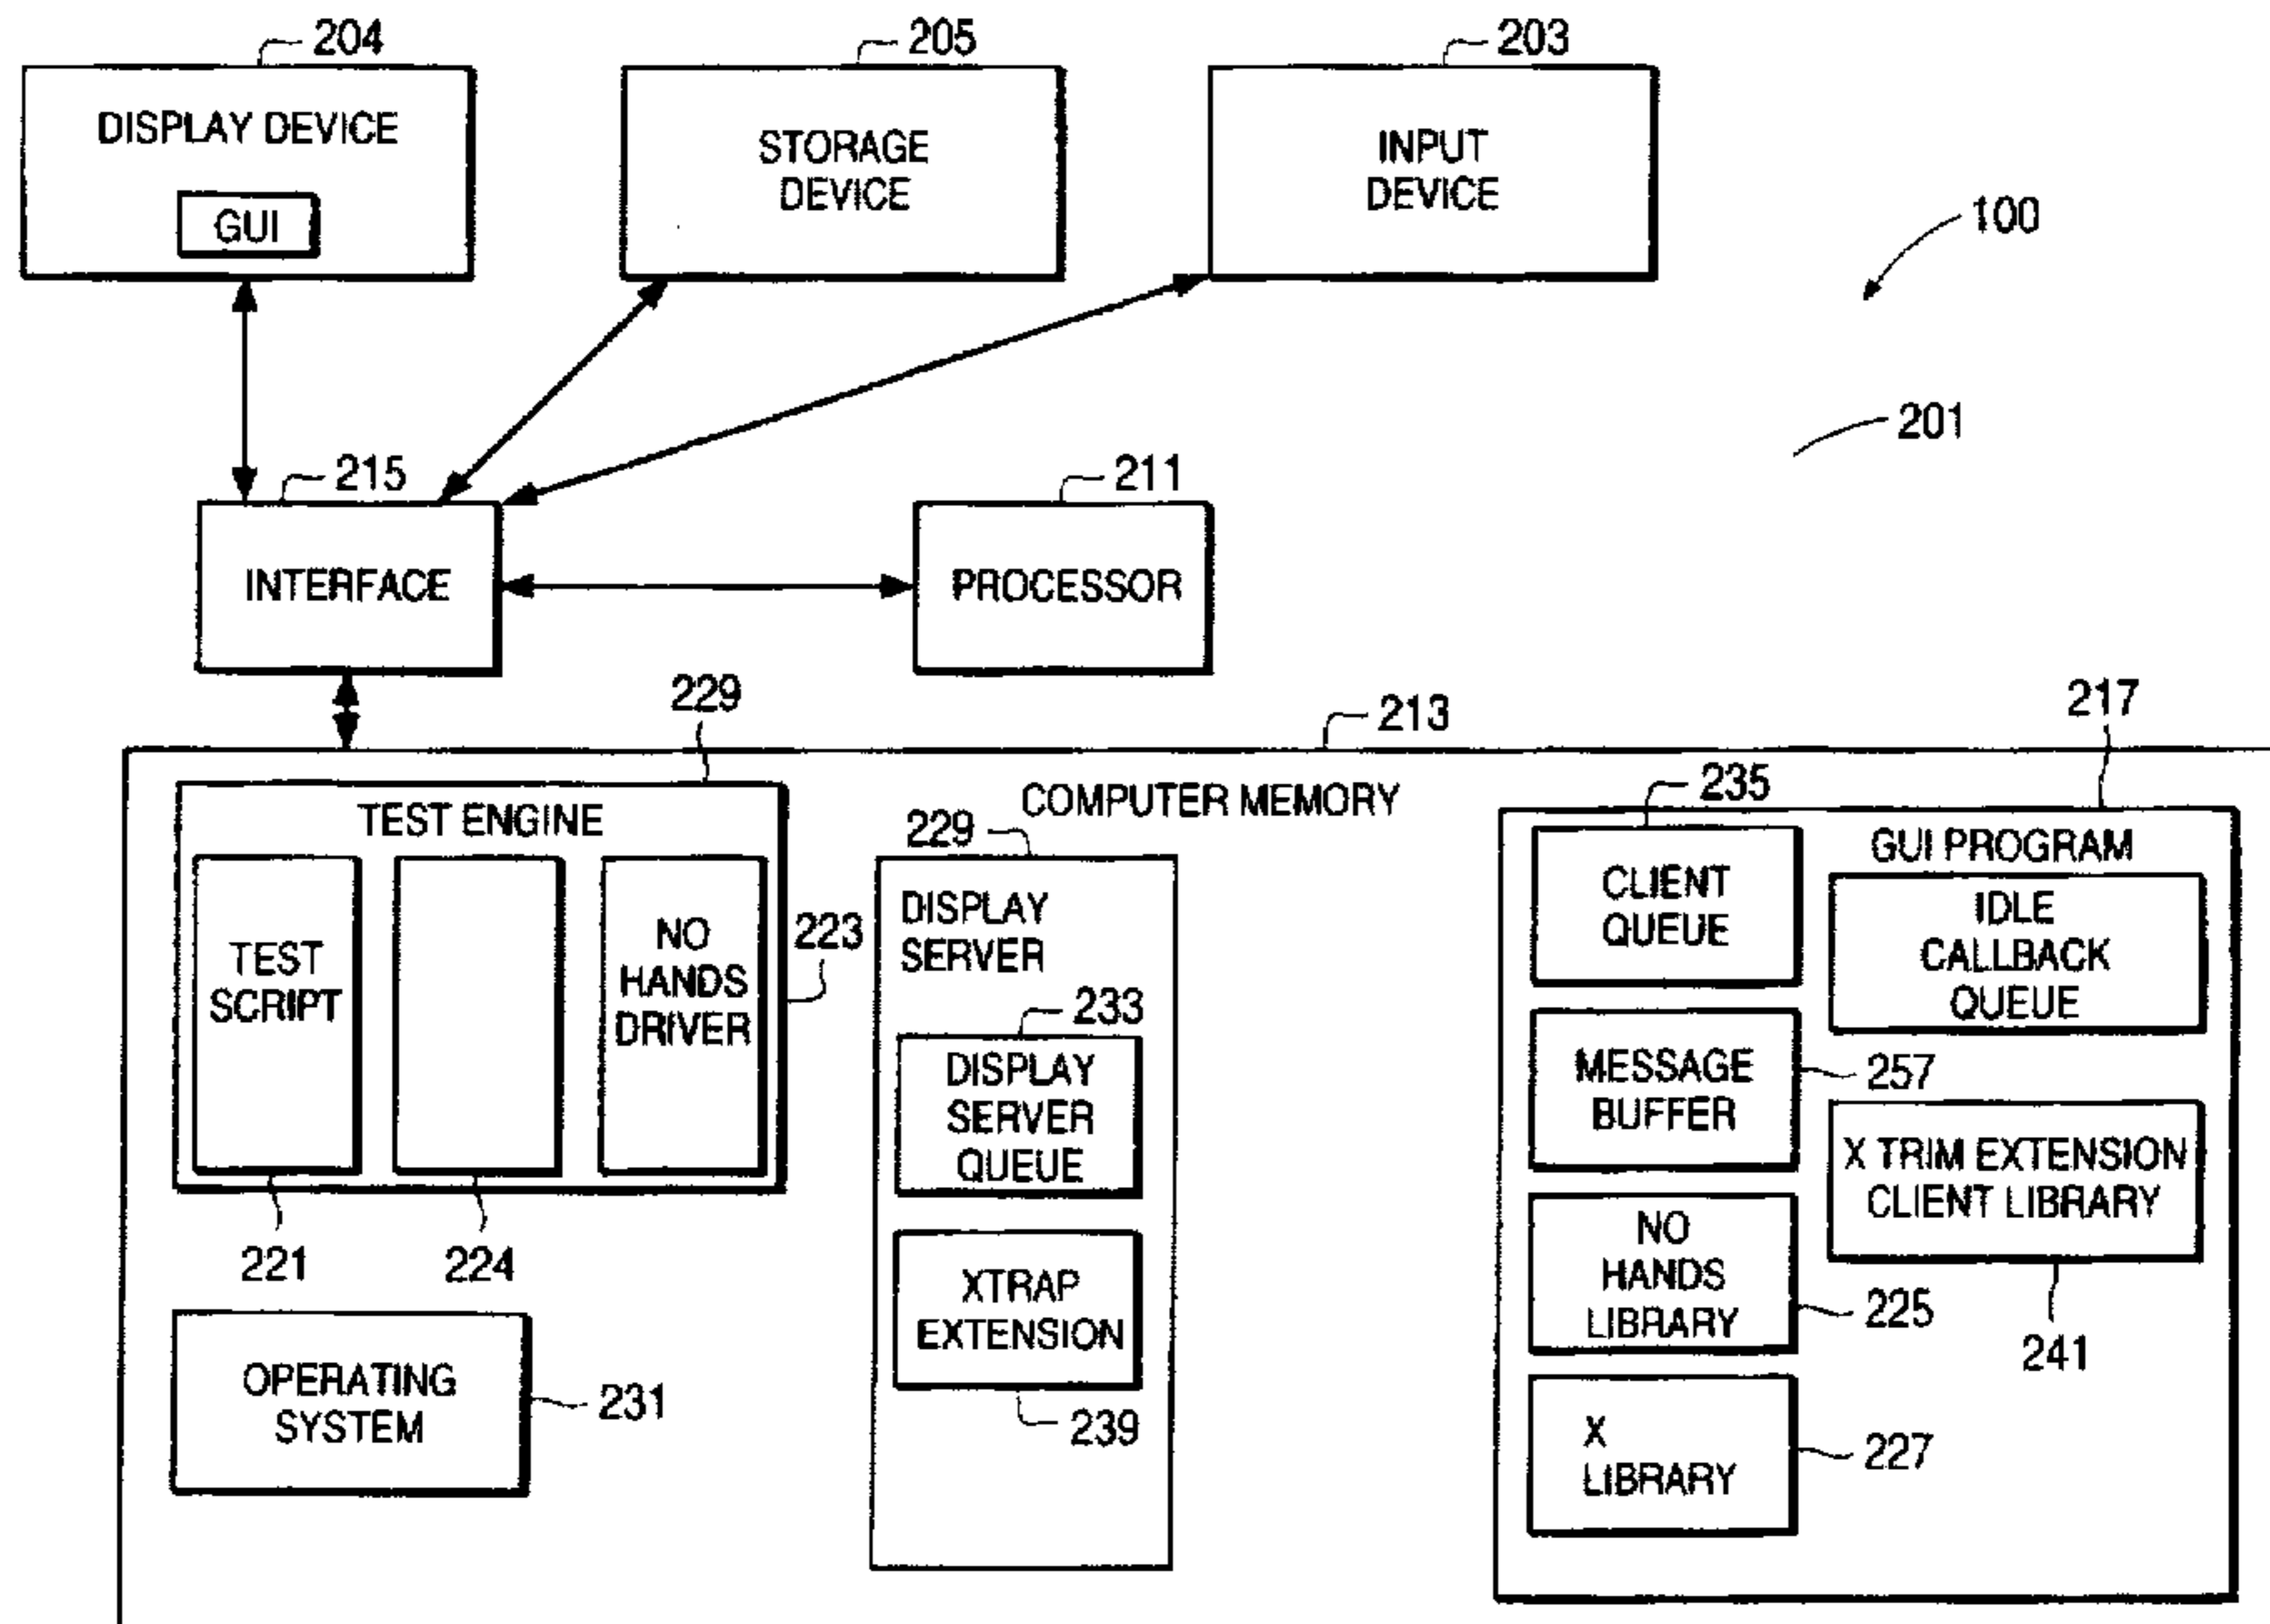 204
205
203
DISPLAY DEVICE
GUI
STORAGE
DEVICE
INPUT
DEVICE
100
201
215
211
INTERFACE
PROCESSOR
229
213
217
COMPUTER MEMORY
TEST ENGINE
TEST
SCRIPT
NO
HANDS
DRIVER
223
221
224
OPERATING
SYSTEM
231
229
DISPLAY
SERVER
233
DISPLAY
SERVER
QUEUE
XTRAP
EXTENSION
239
235
GUI PROGRAM
CLIENT
QUEUE
IDLE
CALLBACK
QUEUE
MESSAGE
BUFFER
257
X TRIM EXTENSION
CLIENT LIBRARY
241
NO
HANDS
LIBRARY
225
X
LIBRARY
227